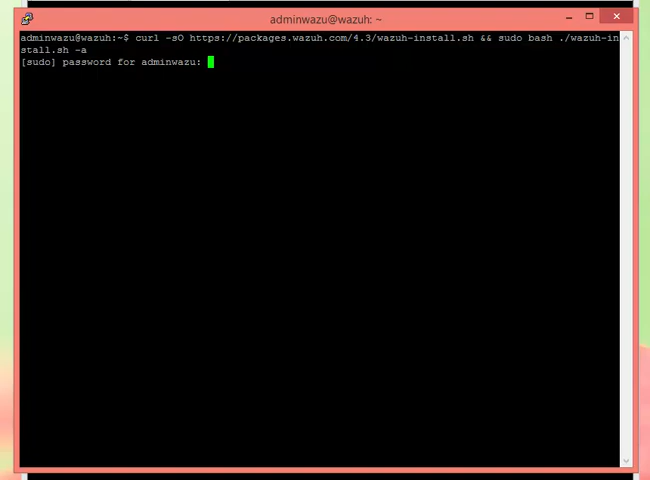 adminwazu@wazuh: ~
adminwazu@wazuh:~$ curl -sO https://packages.wazuh.com/4.3/wazuh-install.sh && sudo bash ./wazuh-in
stall.sh -a
[sudo] password for adminwazu: